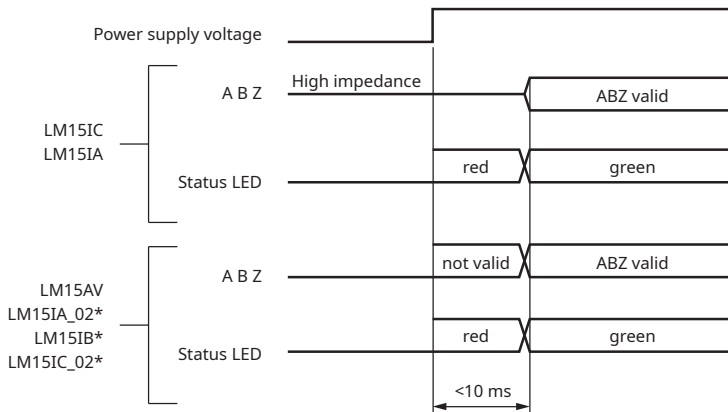 Power supply voltage
High impedance
A B Z
ABZ valid
LM15IC
LM15IA
Status LED
red
green
A B Z
not valid
ABZ valid
LM15AV
LM15IA_02*
LM15IB*
LM15IC_02*
Status LED
red
green
<10 ms